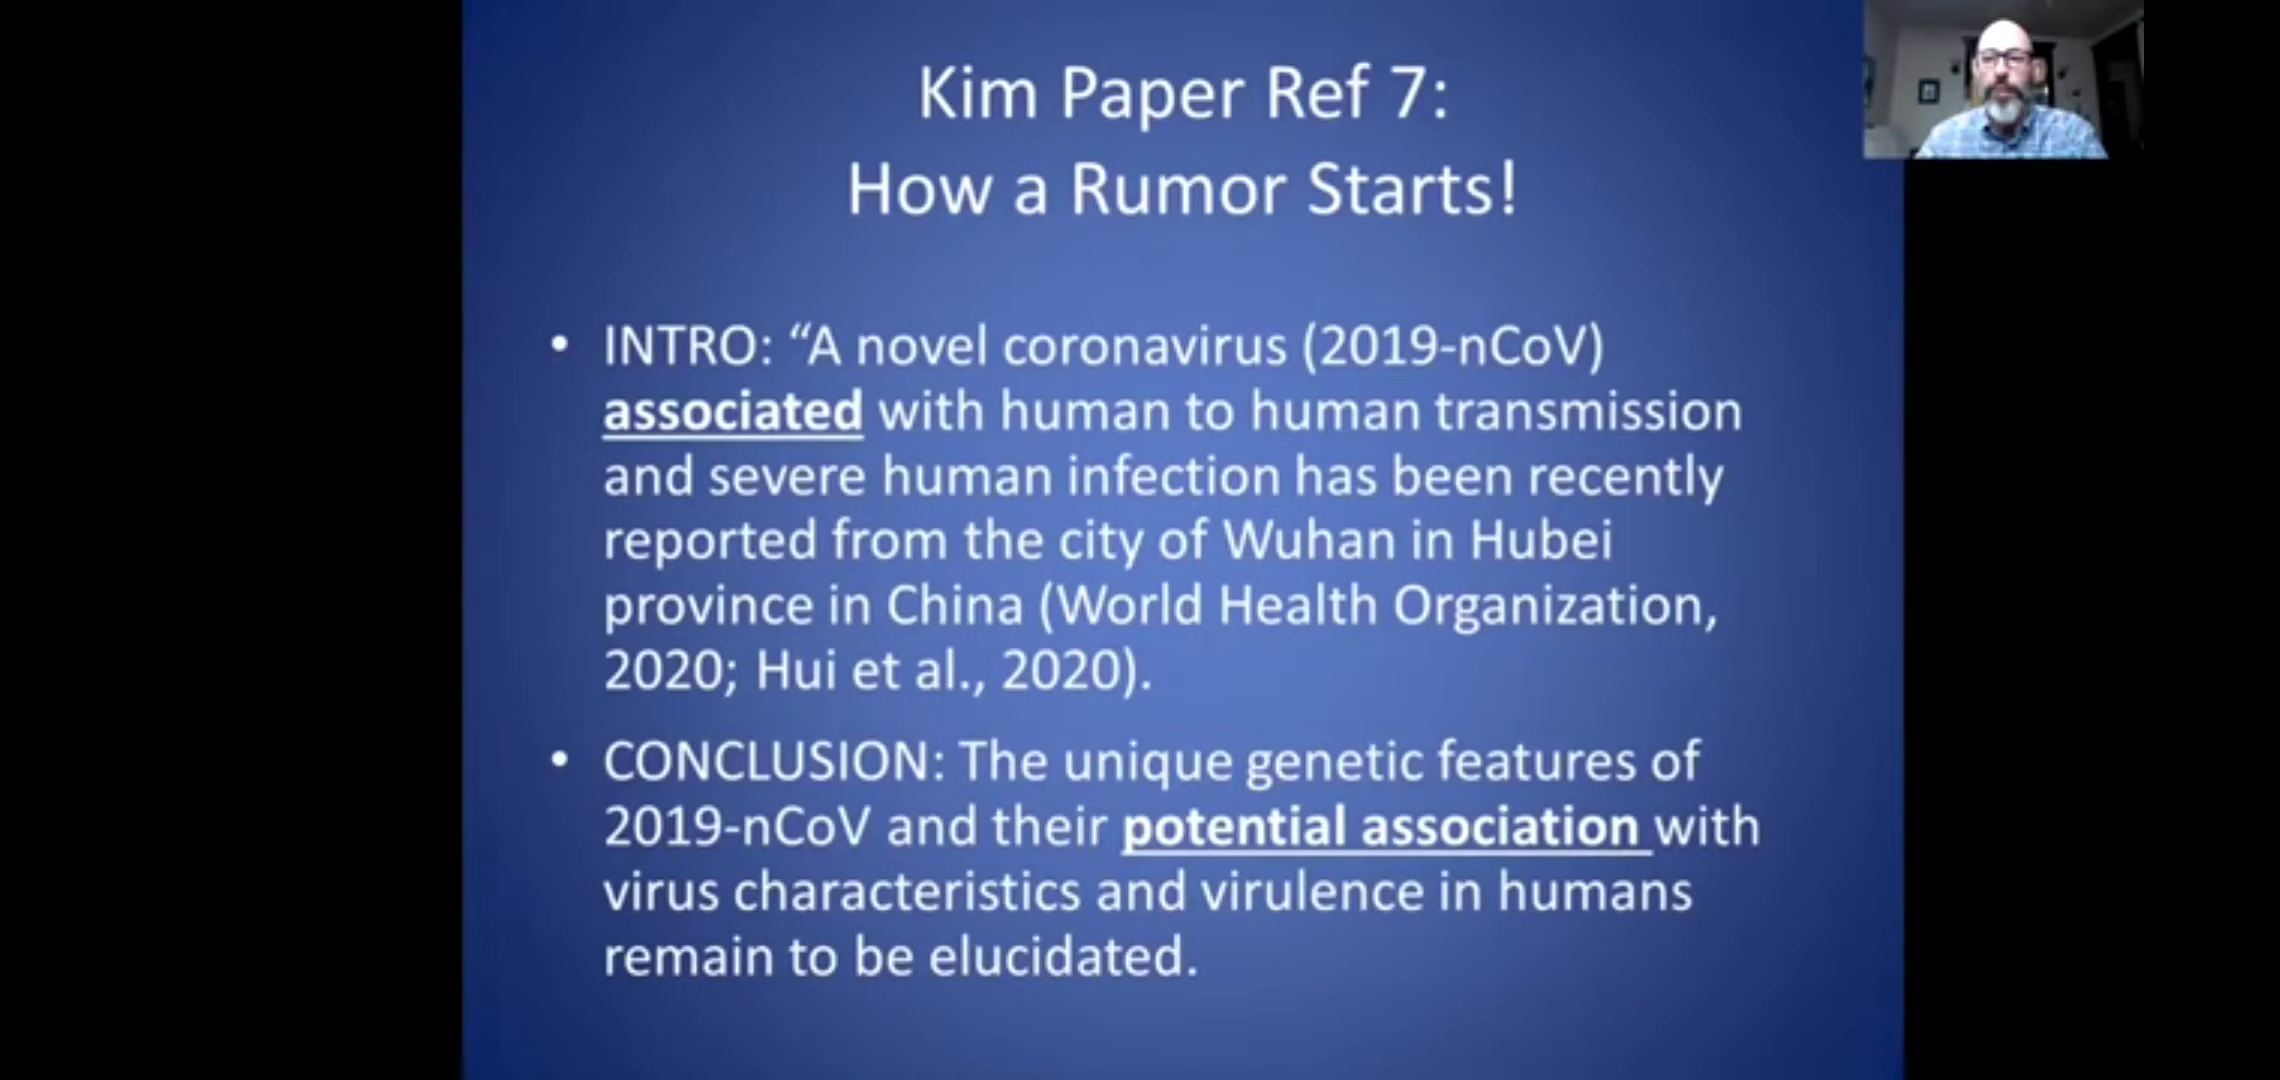 Kim Paper Ref 7:
How a Rumor Starts!
• INTRO: “A novel coronavirus (2019-nCoV)
associated with human to human transmission
and severe human infection has been recently
reported from the city of Wuhan in Hubei
province in China (World Health Organization,
2020; Hui et al., 2020).
• CONCLUSION: The unique genetic features of
2019-nCoV and their potential association with
virus characteristics and virulence in humans
remain to be elucidated.